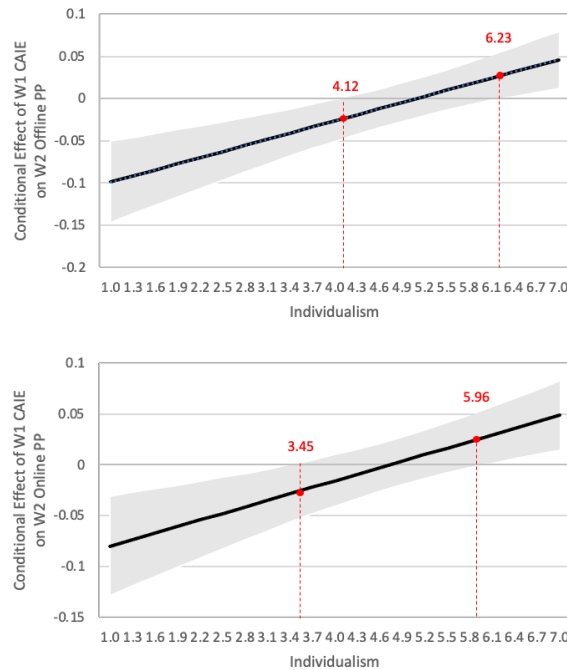 Conditional Effect of W1 CAIE
on W2 Offline PP
0.1
0.05
0
-0.05
-0.1
-0.15
-0.2
4.12
6.23
1.0 1.3 1.6 1.9 2.2 2.5 2.8 3.1 3.4 3.7 4.0 4.3 4.6 4.9 5.2 5.5 5.8 6.1 6.4 6.7 7.0
Individualism
Conditional Effect of W1 CAIE
on W2 Online PP
0.1
0.05
0
-0.05
-0.1
-0.15
3.45
5.96
1.0 1.3 1.6 1.9 2.2 2.5 2.8 3.1 3.4 3.7 4.0 4.3 4.6 4.9 5.2 5.5 5.8 6.1 6.4 6.7 7.0
Individualism